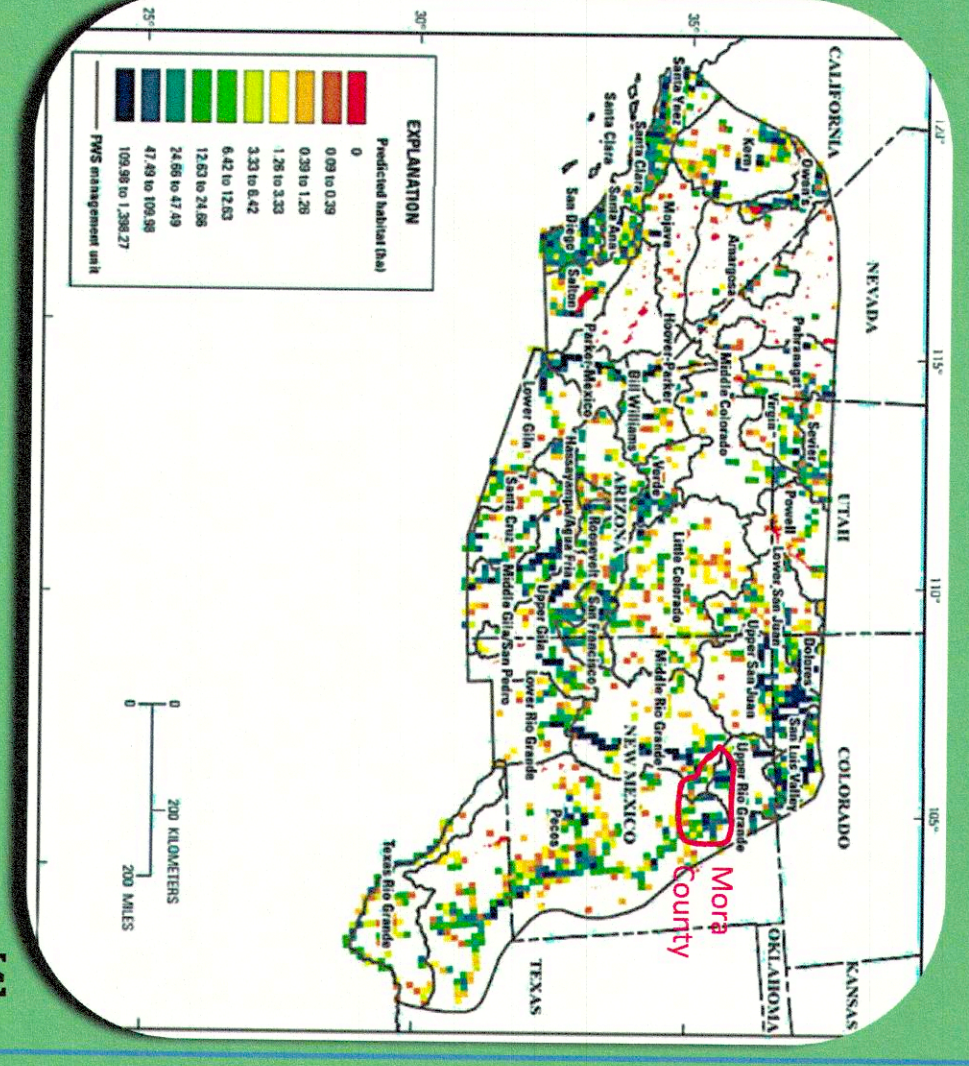 CALIFORNIA
NEVADA
UTAH
COLORADO
KANSAS
OKLAHOMA
TEXAS
ARIZONA
NEW MEXICO
120°
115°
110°
105°
35°
30°
25°
Santa Ynez
Kern
Owen's
Santa Clara
Santa Clara
Mojave
Amargosa
Santa Ana
San Diego
Salton
Hoover-Parker
Pahranagat
Middle Colorado
Virgin
Sevier
Parker-Mexico
Bill Williams
Lower Gila
Verde
Powell
Hassayampa/Agua Fria
Roosevelt
Little Colorado
Lower San Juan
Santa Cruz
Middle Gila/San Pedro
Upper Gila
San Francisco
Upper San Juan
Dolores
Middle Rio Grande
Lower Rio Grande
San Luis Valley
Upper Rio Grande
Pecos
Texas Rio Grande
Mora
County
EXPLANATION
Predicted habitat (ha)
0
0.09 to 0.39
0.39 to 1.26
1.26 to 3.33
3.33 to 6.42
6.42 to 12.63
12.63 to 24.66
24.66 to 47.49
47.49 to 109.98
109.98 to 1,398.27
FWS management unit
0 200 KILOMETERS
0 200 MILES